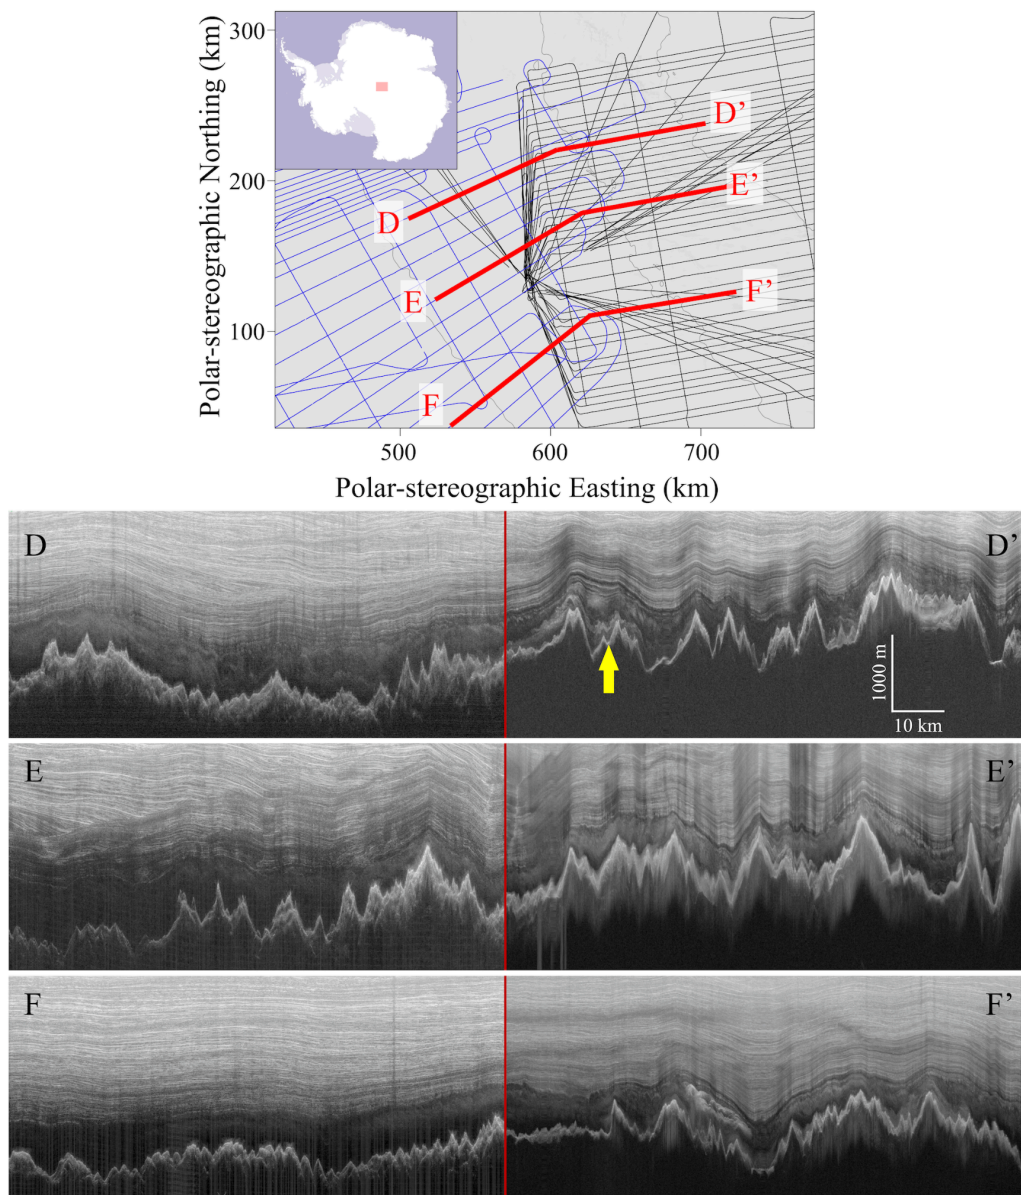 Polar-stereographic Northing (km)
300
200
100
D
D’
E
E’
F
F’
500
600
700
Polar-stereographic Easting (km)
D
D’
1000 m
10 km
E
E’
F
F’